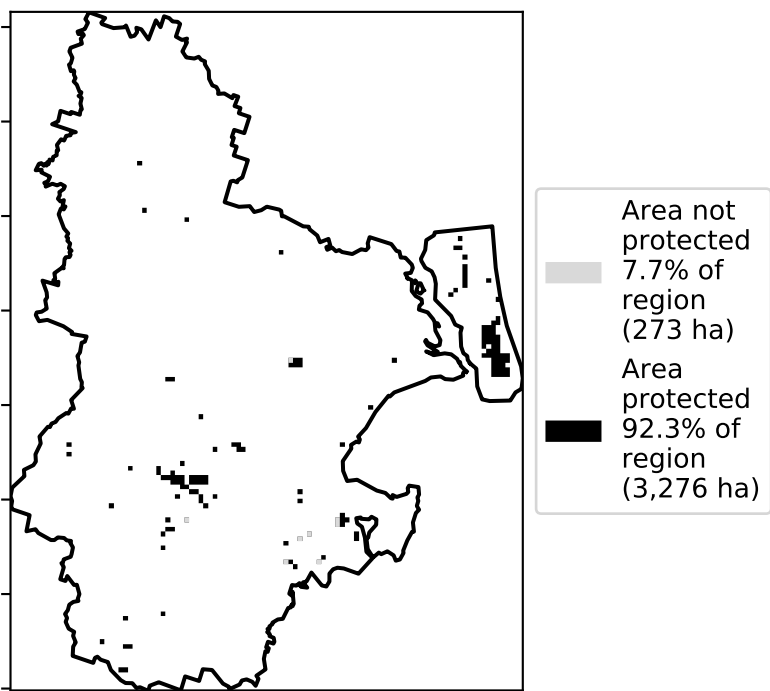 Area not
protected
7.7% of
region
(273 ha)
Area
protected
92.3% of
region
(3,276 ha)